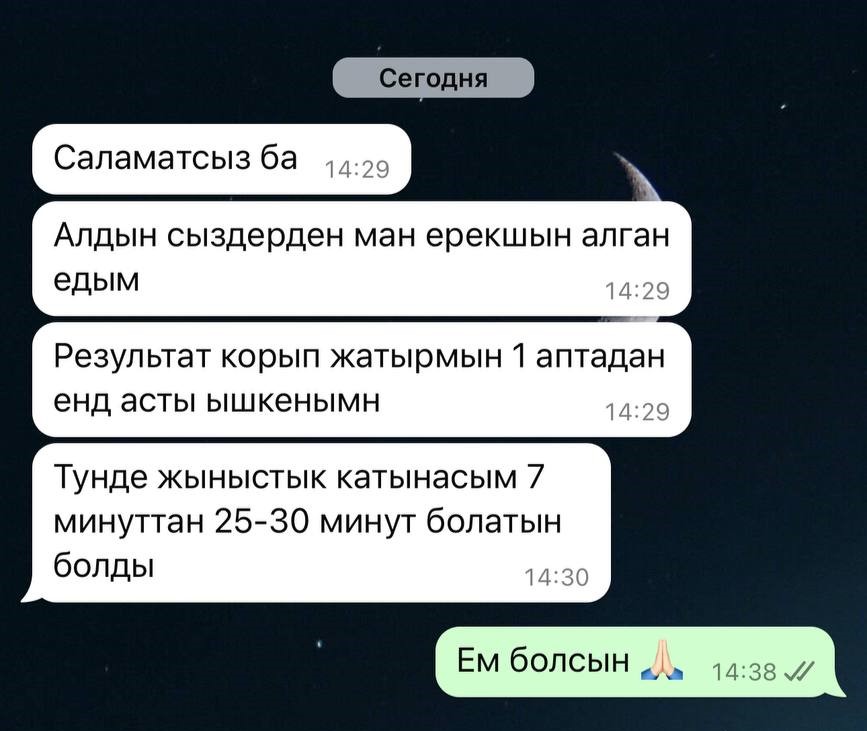 Сегодня
Саламатсыз ба 14:29
Алдын сыздерден ман ерекшын алган
едым 14:29
Результат корып жатырмын 1 аптадан
енд асты ышкенымн 14:29
Тунде жыныстык катынасым 7
минуттан 25-30 минут болатын
болды 14:30
Ем болсын 🙏🏻 14:38